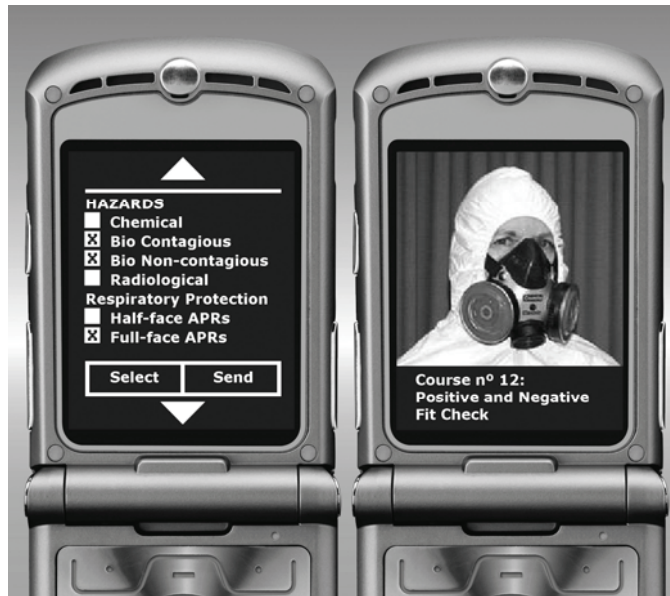 HAZARDS
Chemical
X Bio Contagious
X Bio Non-contagious
Radiological
Respiratory Protection
Half-face APRs
X Full-face APRs
Select Send
Course nº 12:
Positive and Negative
Fit Check